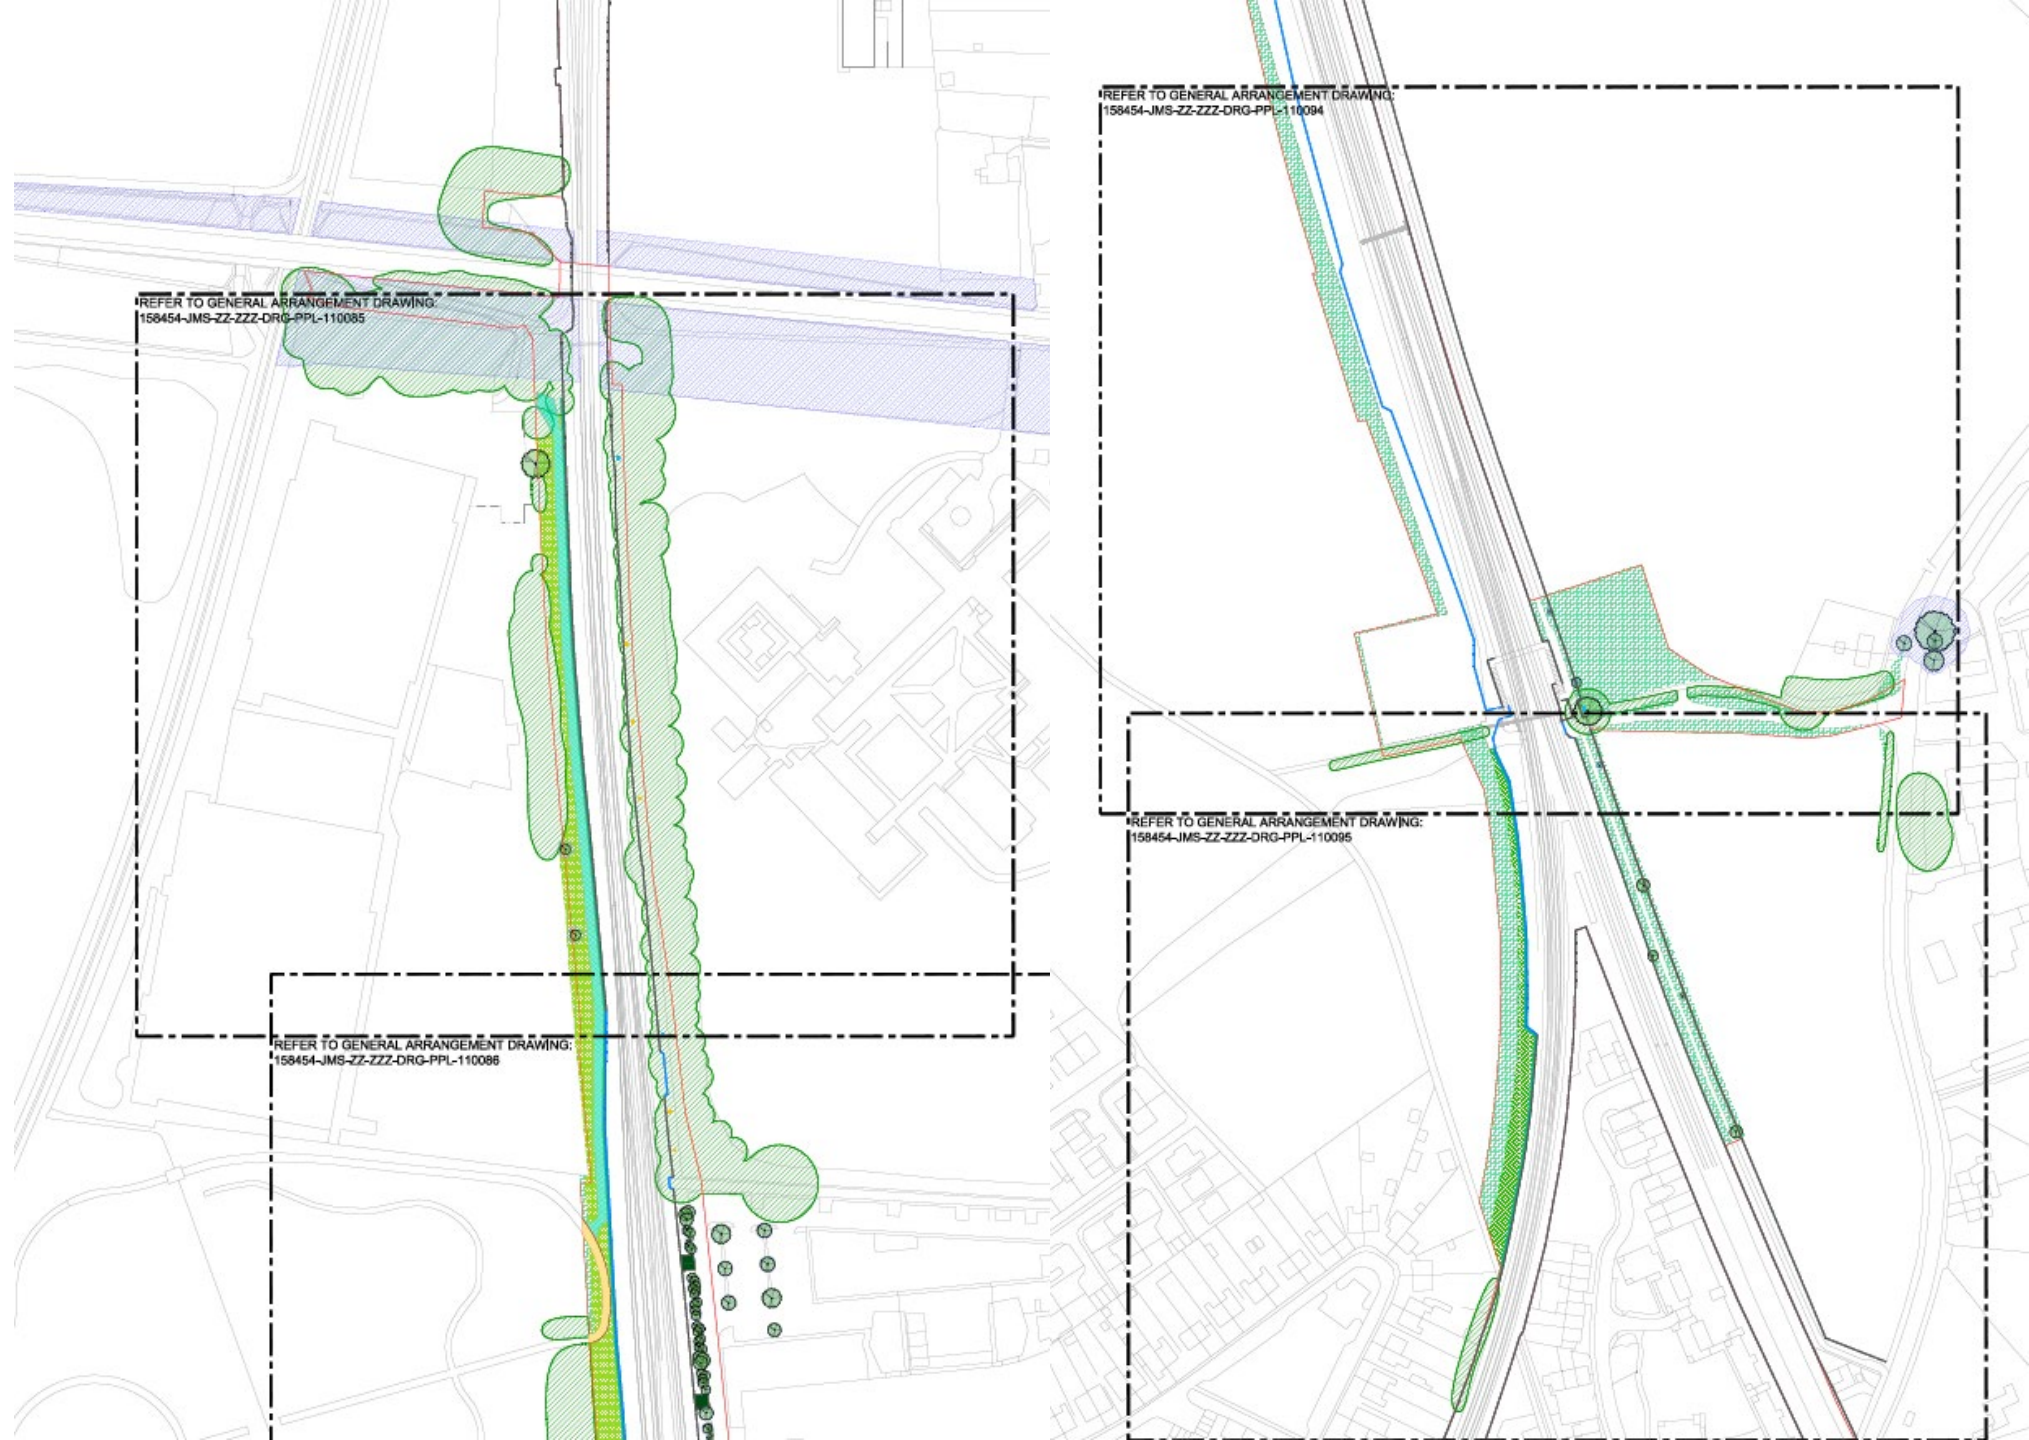 REFER TO GENERAL ARRANGEMENT DRAWING:
158454-JMS-ZZ-ZZZ-DRG-PPL-110085
REFER TO GENERAL ARRANGEMENT DRAWING:
158454-JMS-ZZ-ZZZ-DRG-PPL-110086
REFER TO GENERAL ARRANGEMENT DRAWING:
158454-JMS-ZZ-ZZZ-DRG-PPL-110094
REFER TO GENERAL ARRANGEMENT DRAWING:
158454-JMS-ZZ-ZZZ-DRG-PPL-110095